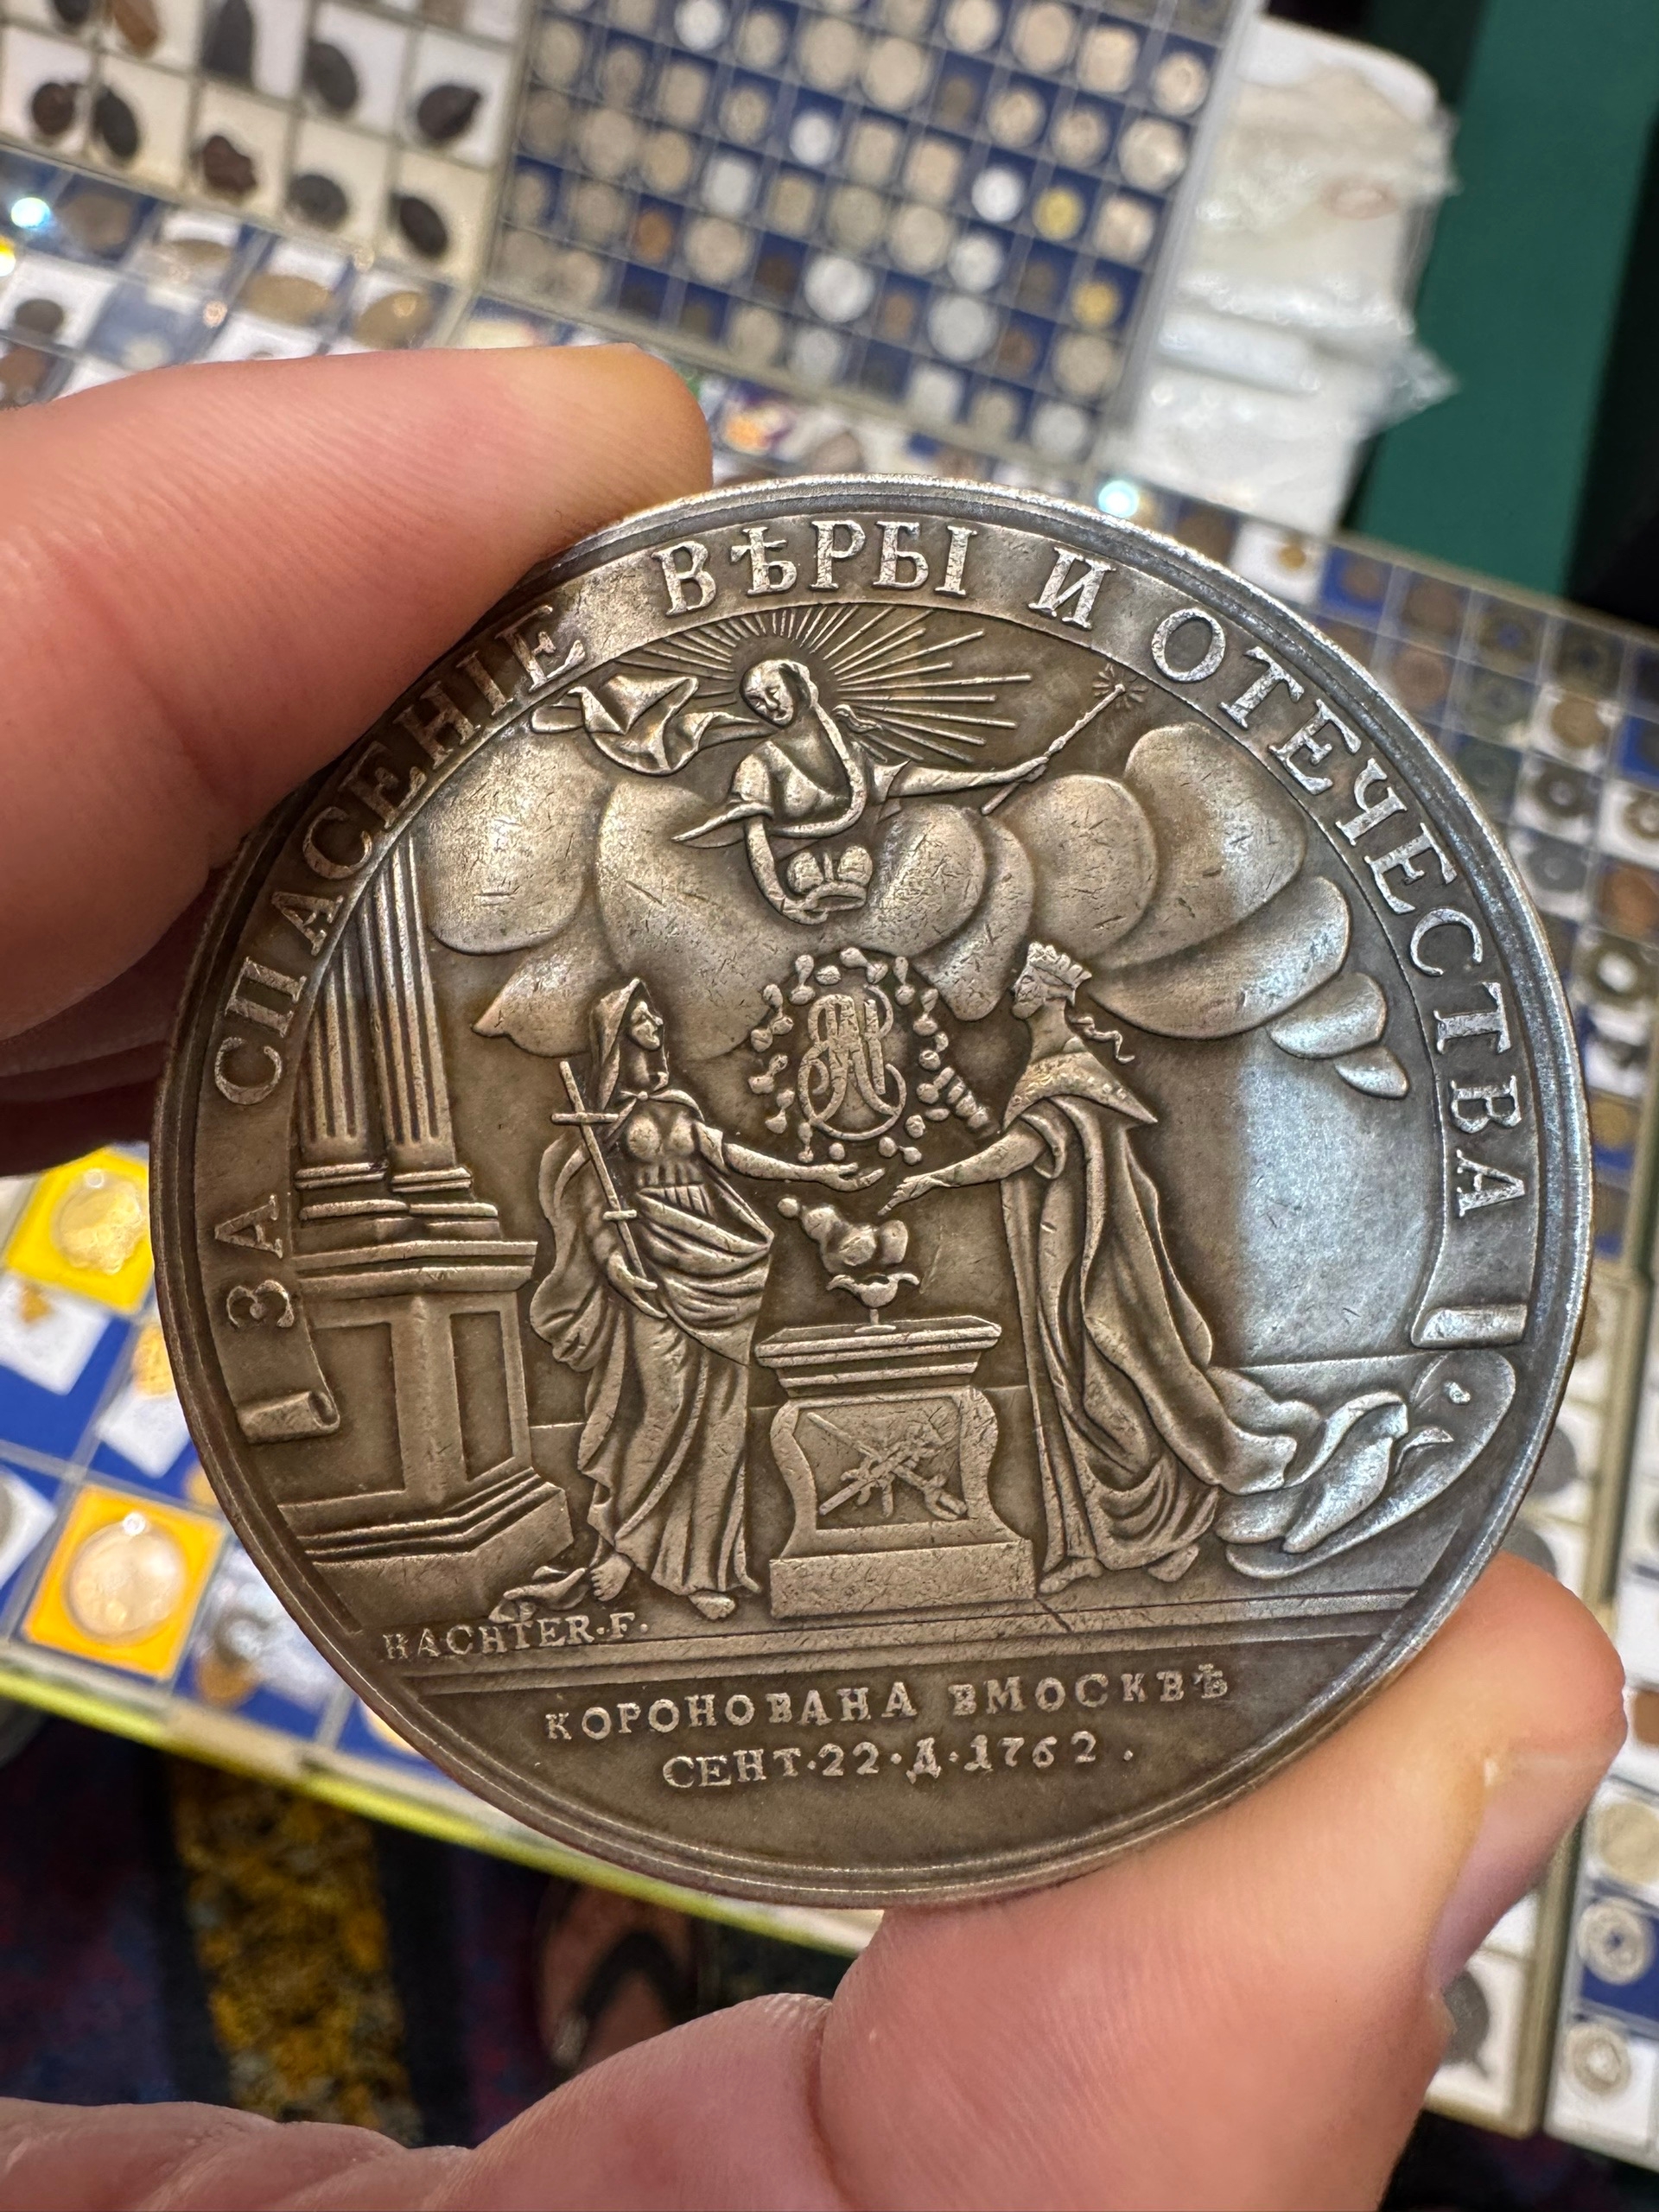 ЗА СПАСЕНІЕ ВѢРЫ И ОТЕЧЕСТВА
HACHTER·F.
КОРОНОВАНА ВМОСКВѢ
СЕНТ·22·Д·1762.